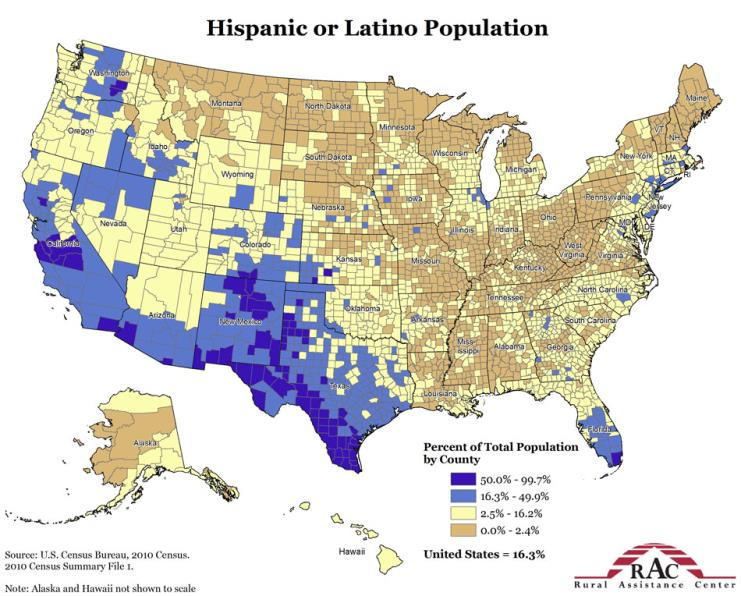 Hispanic or Latino Population
Washington
Montana
North Dakota
Minnesota
Maine
Oregon
Idaho
South Dakota
Wisconsin
Michigan
New York
VT
NH
MA
CT
RI
Wyoming
Nebraska
Iowa
Pennsylvania
New
Jersey
Nevada
Utah
Colorado
Illinois
Indiana
Ohio
MD
DE
California
Kansas
Missouri
West
Virginia
Virginia
Kentucky
Arizona
New Mexico
Oklahoma
Arkansas
Tennessee
North Carolina
South Carolina
Texas
Louisiana
Miss-
issippi
Alabama
Georgia
Florida
Alaska
Hawaii
Percent of Total Population
by County
50.0% - 99.7%
16.3% - 49.9%
2.5% - 16.2%
0.0% - 2.4%
United States = 16.3%
Source: U.S. Census Bureau, 2010 Census.
2010 Census Summary File 1.
Note: Alaska and Hawaii not shown to scale
RAC
Rural Assistance Center